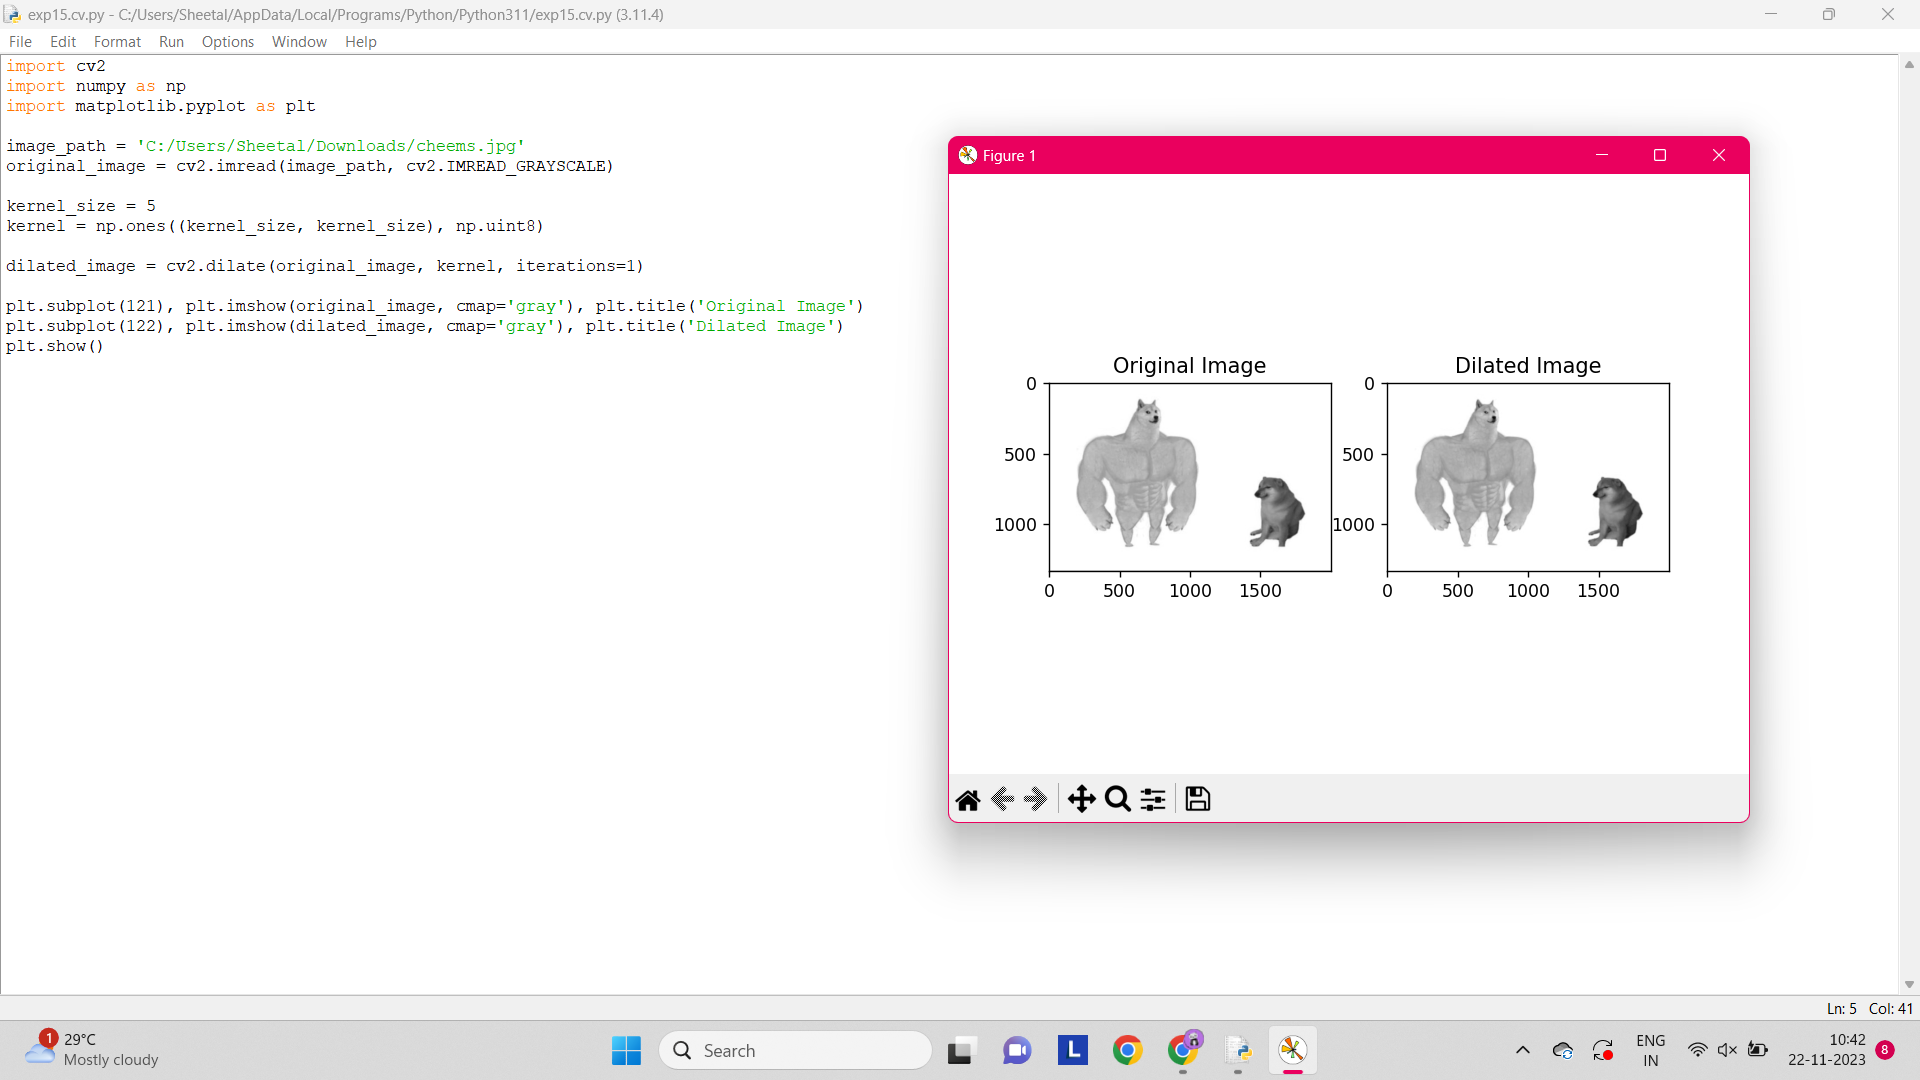 exp15.cv.py - C:/Users/Sheetal/AppData/Local/Programs/Python/Python311/exp15.cv.py (3.11.4)
File Edit Format Run Options Window Help
import cv2
import numpy as np
import matplotlib.pyplot as plt
image_path = 'C:/Users/Sheetal/Downloads/cheems.jpg'
original_image = cv2.imread(image_path, cv2.IMREAD_GRAYSCALE)
kernel_size = 5
kernel = np.ones((kernel_size, kernel_size), np.uint8)
dilated_image = cv2.dilate(original_image, kernel, iterations=1)
plt.subplot(121), plt.imshow(original_image, cmap='gray'), plt.title('Original Image')
plt.subplot(122), plt.imshow(dilated_image, cmap='gray'), plt.title('Dilated Image')
plt.show()
Figure 1
Original Image
0
500
1000
0 500 1000 1500
Dilated Image
0
500
1000
0 500 1000 1500
Ln: 5 Col: 41
1
29°C
Mostly cloudy
Search
L
ENG
IN
10:42
22-11-2023
8